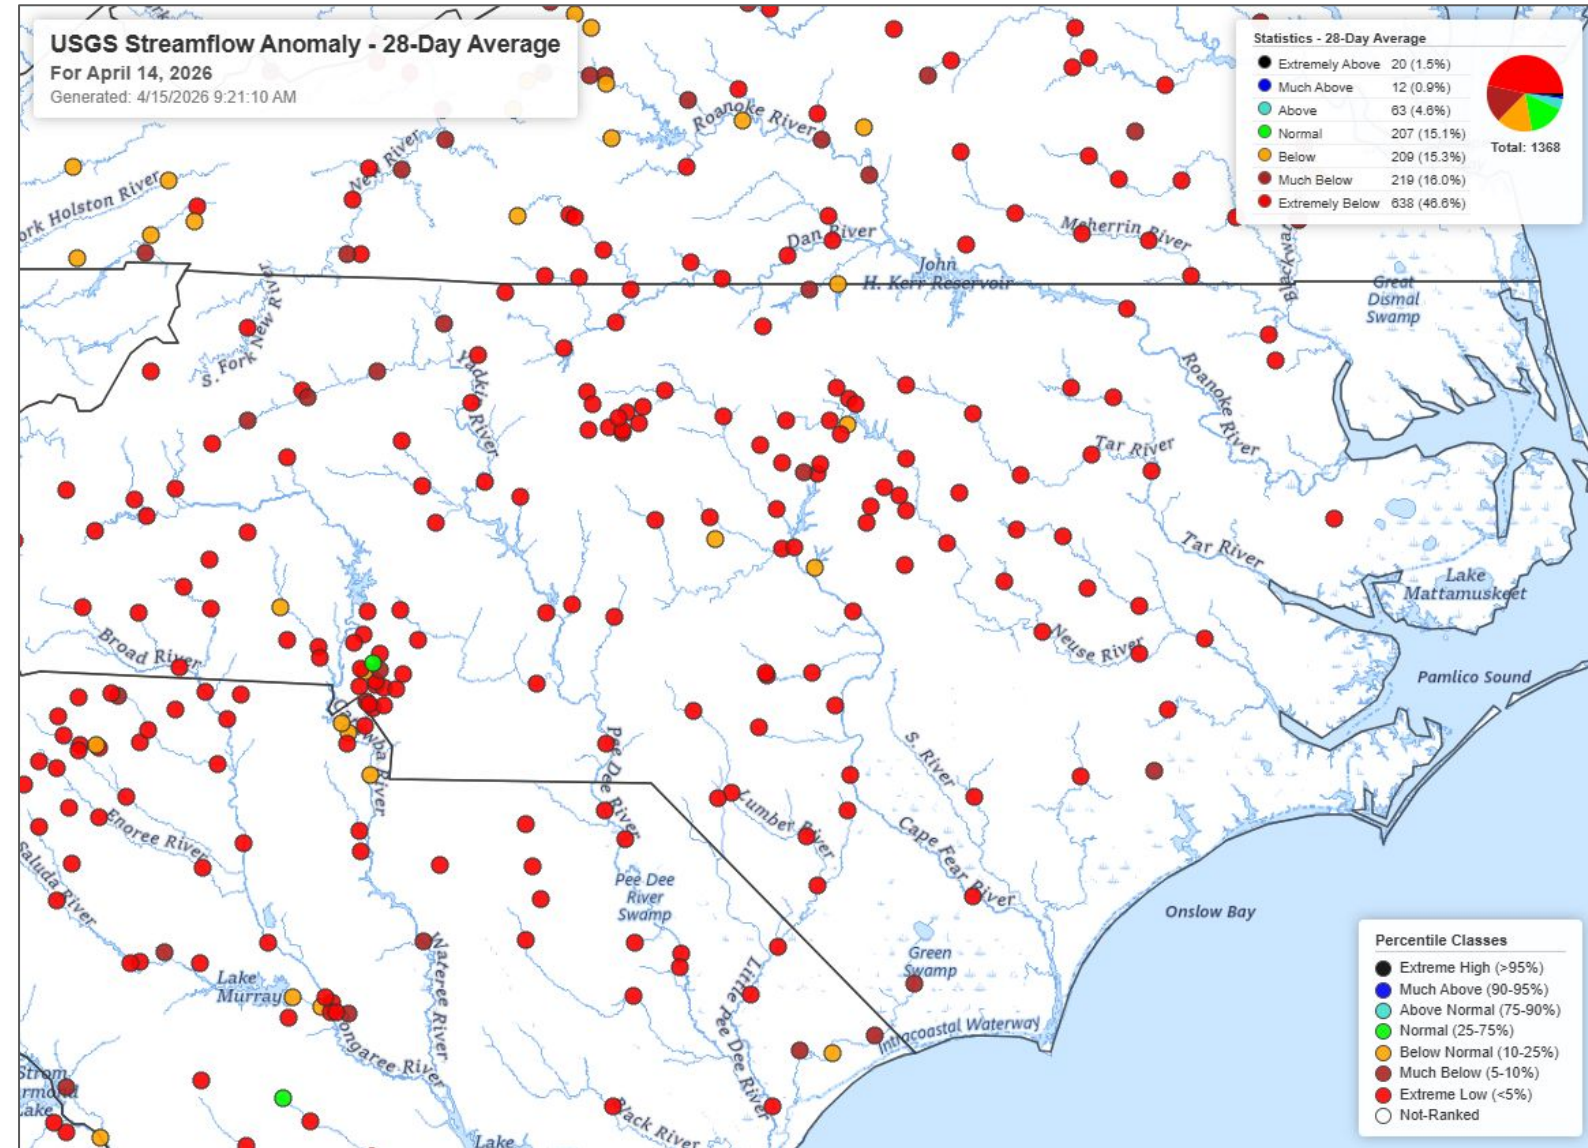 USGS Streamflow Anomaly - 28-Day Average
For April 14, 2026
Generated: 4/15/2026 9:21:10 AM
Statistics - 28-Day Average
Extremely Above 20 (1.5%)
Much Above 12 (0.9%)
Above 63 (4.6%)
Normal 207 (15.1%)
Below 209 (15.3%)
Much Below 219 (16.0%)
Extremely Below 638 (46.6%)
Total: 1368
Roanoke River
New River
ork Holston River
Dan River
Meherrin River
Blackwa
John
H. Kerr Reservoir
Great
Dismal
Swamp
S. Fork New River
Yadkin River
Roanoke River
Tar River
Tar River
Lake
Mattamuskeet
Broad River
Neuse River
Pamlico Sound
Catawba River
Pee Dee River
S. River
Lumber River
Cape Fear River
Enoree River
Saluda River
Pee Dee
River
Swamp
Onslow Bay
Green
Swamp
Lake
Murray
Wateree River
Little Pee Dee River
Intracoastal Waterway
ongaree River
Strom
rmond
Lake
Black River
Lake
Percentile Classes
Extreme High (>95%)
Much Above (90-95%)
Above Normal (75-90%)
Normal (25-75%)
Below Normal (10-25%)
Much Below (5-10%)
Extreme Low (<5%)
Not-Ranked